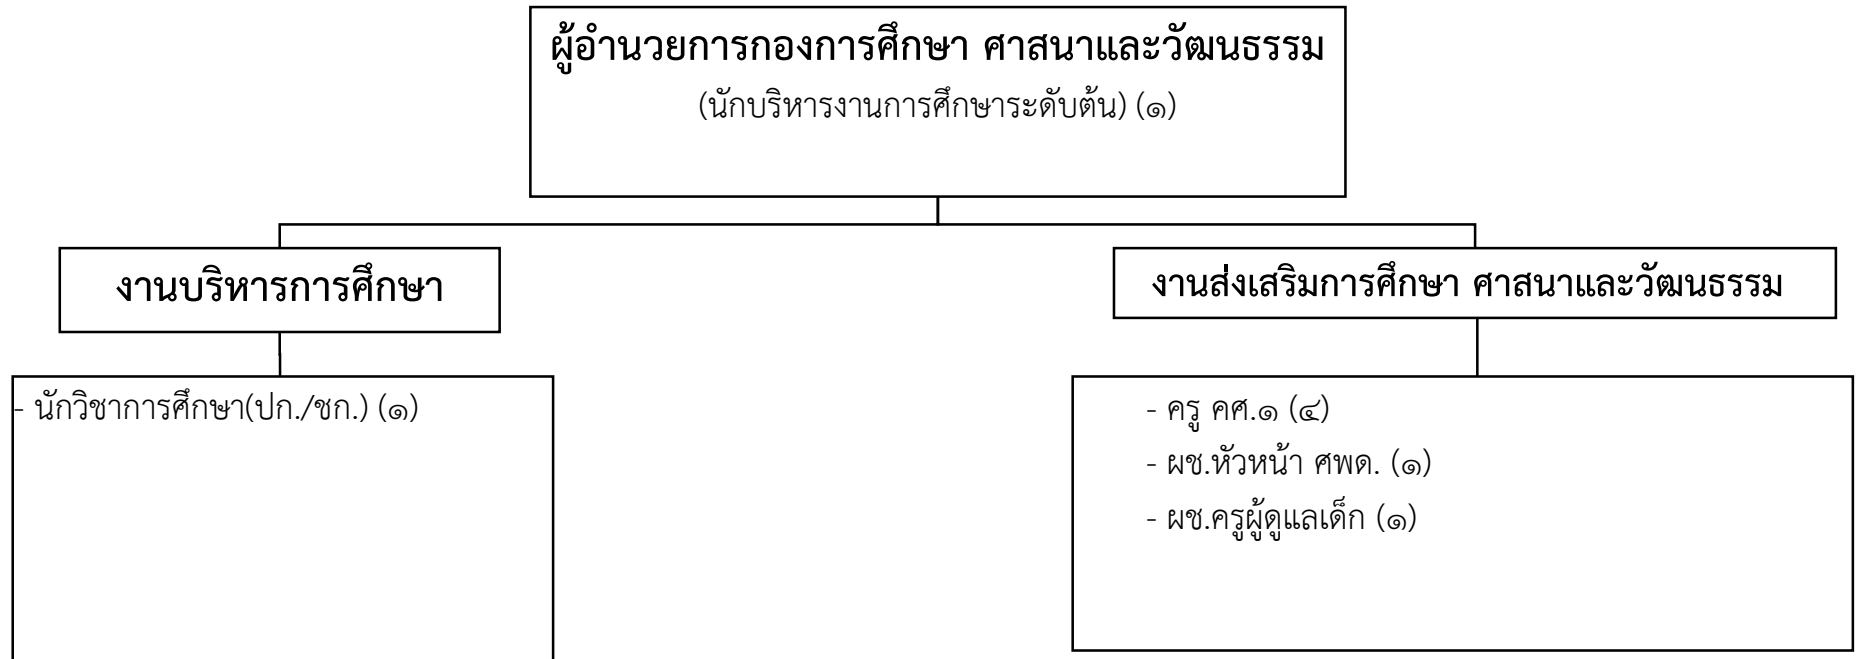 ผู้อำนวยการกองการศึกษา ศาสนาและวัฒนธรรม
(นักบริหารงานการศึกษาระดับต้น) (๑)
งานบริหารการศึกษา
งานส่งเสริมการศึกษา ศาสนาและวัฒนธรรม
- นักวิชาการศึกษา(ปก./ชก.) (๑)
- ครู คศ.๑ (๔)
- ผช.หัวหน้า ศพด. (๑)
- ผช.ครูผู้ดูแลเด็ก (๑)